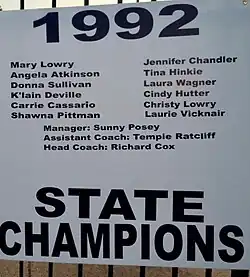 1992
Mary Lowry Jennifer Chandler
Angela Atkinson Tina Hinkie
Donna Sullivan Laura Wagner
K'lain Deville Cindy Hutter
Carrie Cassario Christy Lowry
Shawna Pittman Laurie Vicknair
Manager: Sunny Posey
Assistant Coach: Tempie Ratcliff
Head Coach: Richard Cox
STATE
CHAMPIONS